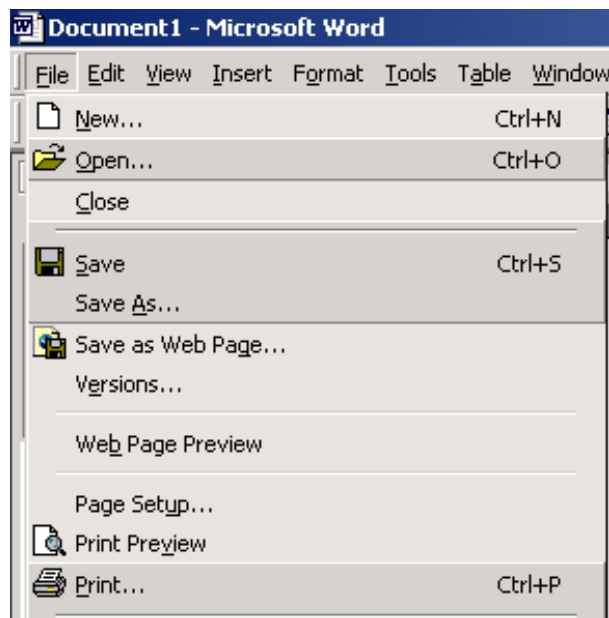 Document1 - Microsoft Word
File Edit View Insert Format Tools Table Window
New... Ctrl+N
Open... Ctrl+O
Close
Save Ctrl+S
Save As...
Save as Web Page...
Versions...
Web Page Preview
Page Setup...
Print Preview
Print... Ctrl+P